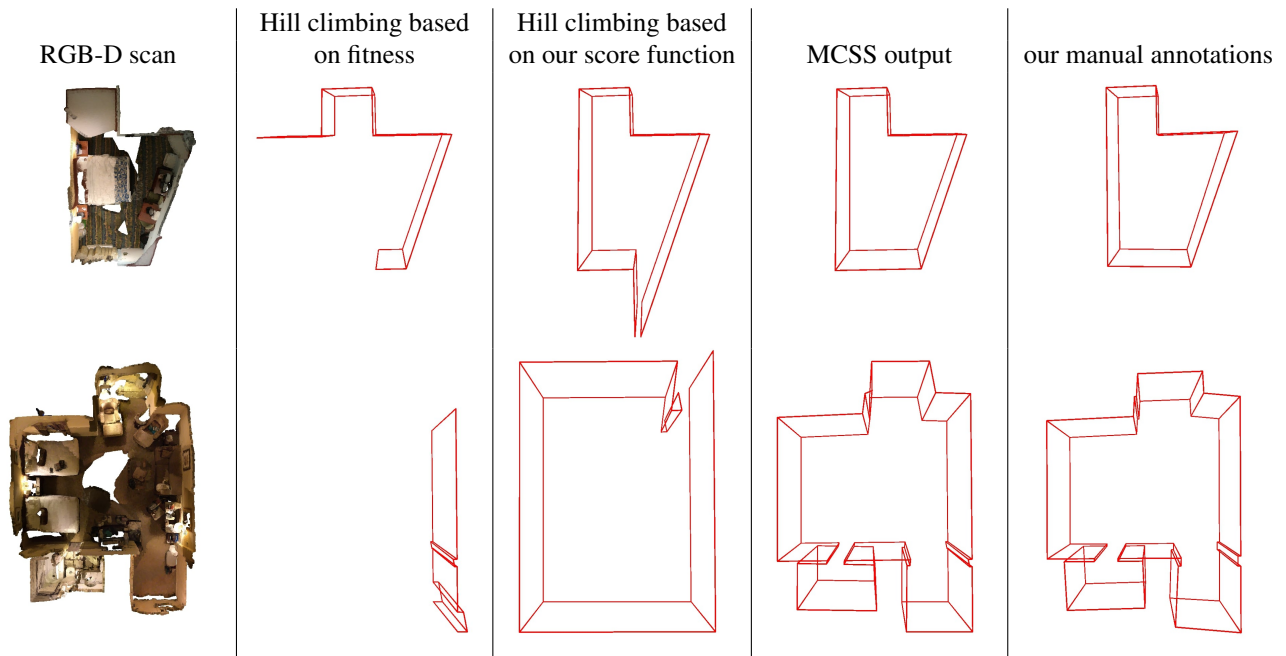 RGB-D scan
Hill climbing based
on fitness
Hill climbing based
on our score function
MCSS output
our manual annotations